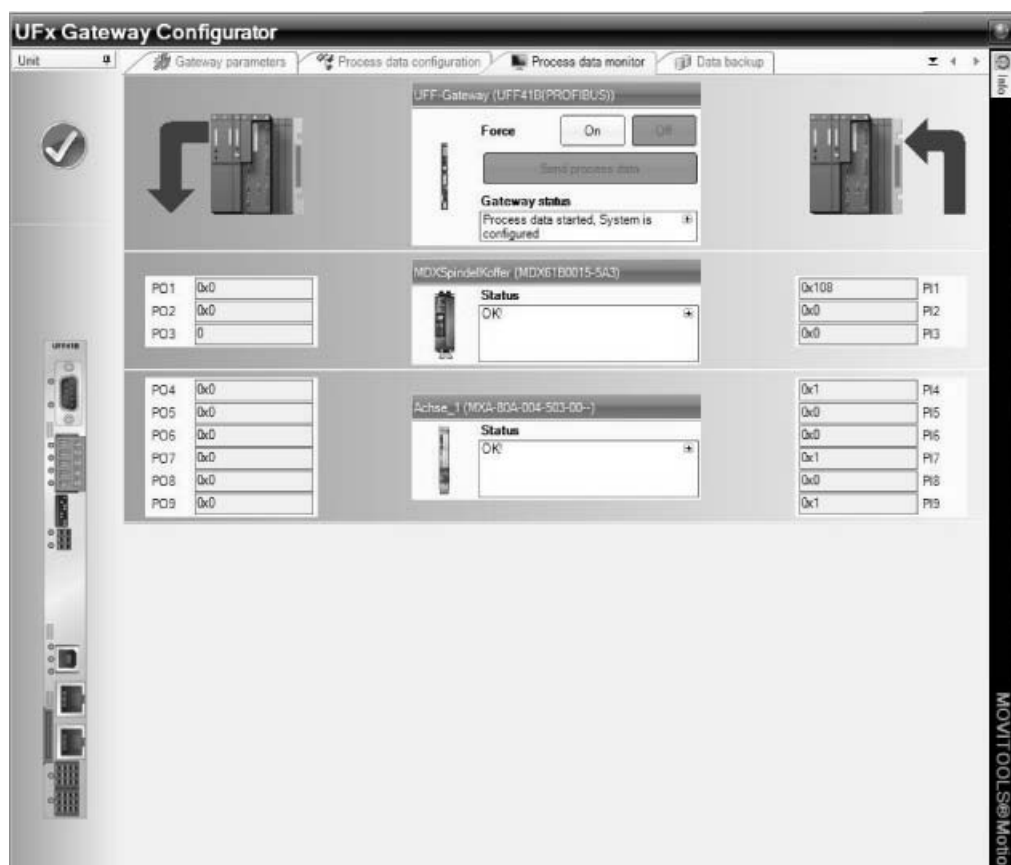 UFx Gateway Configurator
Unit
Gateway parameters
Process data configuration
Process data monitor
Data backup
Info
UFF-Gateway (UFF41B(PROFIBUS))
Force
On
Off
Send process data
Gateway status
Process data started, System is
configured
MDXSpindelKoffer (MDX61B0015-5A3)
Status
OK!
PO1 0x0
PO2 0x0
PO3 0
0x108 PI1
0x0 PI2
0x0 PI3
UFF41B
Achse_1 (MXA-80A-004-503-00--)
Status
OK!
PO4 0x0
PO5 0x0
PO6 0x0
PO7 0x0
PO8 0x0
PO9 0x0
0x1 PI4
0x0 PI5
0x0 PI6
0x1 PI7
0x0 PI8
0x1 PI9
MOVITOOLS®Motio